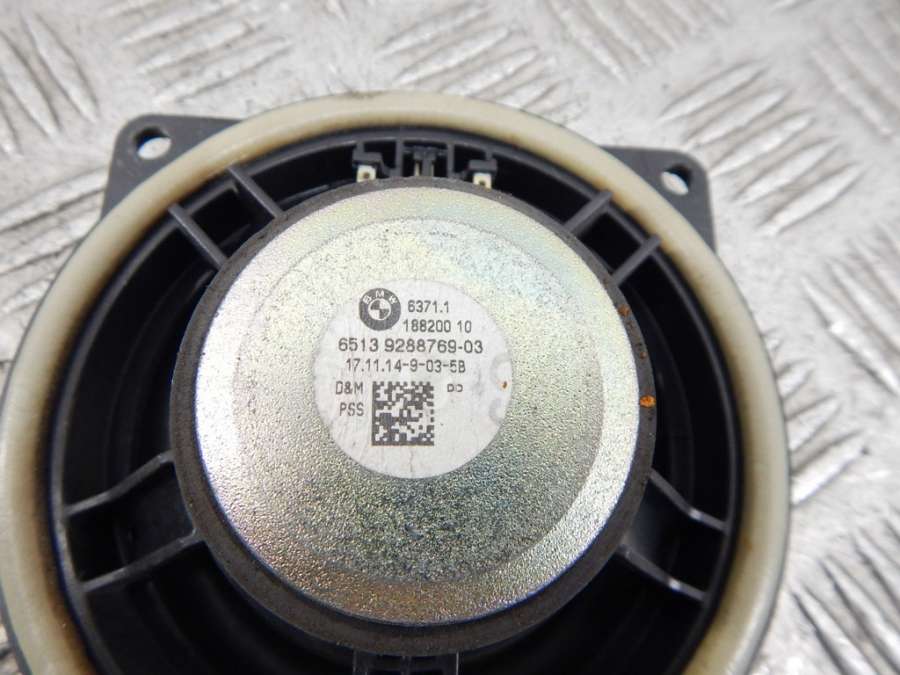 BMW
6371.1
188200 10
6513 9288769-03
17.11.14-9-03-5B
D&M
PSS